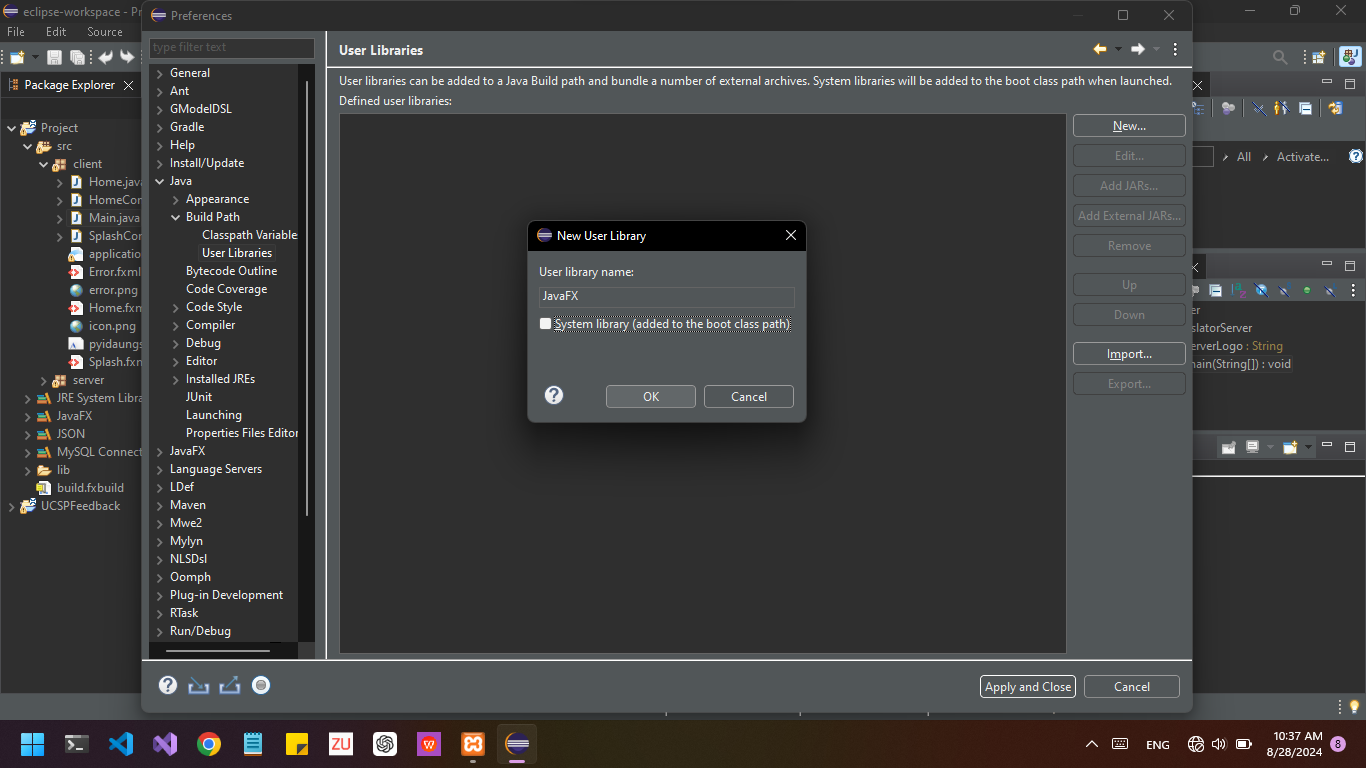 eclipse-workspace - Pr
Preferences
File Edit Source
type filter text
User Libraries
Package Explorer
User libraries can be added to a Java Build path and bundle a number of external archives. System libraries will be added to the boot class path when launched.
Defined user libraries:
General
Ant
GModelDSL
Gradle
Help
Install/Update
Java
Appearance
Build Path
Classpath Variable
User Libraries
Bytecode Outline
Code Coverage
Code Style
Compiler
Debug
Editor
Installed JREs
JUnit
Launching
Properties Files Editor
JavaFX
Language Servers
LDef
Maven
Mwe2
Mylyn
NLSDsl
Oomph
Plug-in Development
RTask
Run/Debug
Project
src
client
Home.java
HomeCon
Main.java
SplashCon
applicatio
Error.fxml
error.png
Home.fxm
icon.png
pyidaungs
Splash.fxm
server
JRE System Libra
JavaFX
JSON
MySQL Connect
lib
build.fxbuild
UCSPFeedback
New User Library
User library name:
JavaFX
System library (added to the boot class path)
OK Cancel
New...
Edit...
Add JARs...
Add External JARs...
Remove
Up
Down
Import...
Export...
Apply and Close Cancel
All Activate...
er
slatorServer
erverLogo : String
main(String[]) : void
ZU
W
ENG
10:37 AM
8/28/2024
8